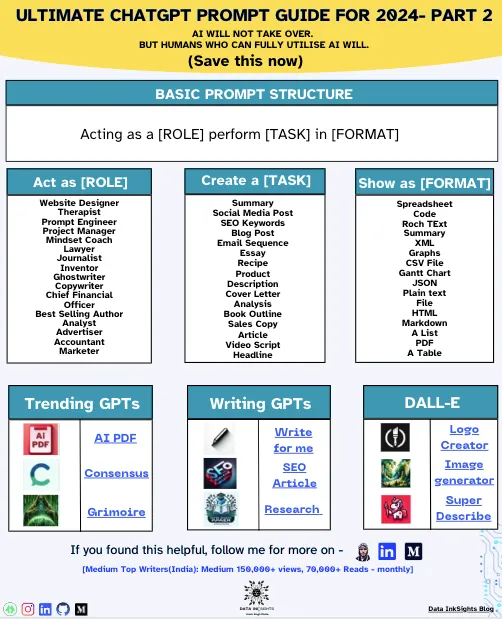 ULTIMATE CHATGPT PROMPT GUIDE FOR 2024- PART 2
AI WILL NOT TAKE OVER.
BUT HUMANS WHO CAN FULLY UTILISE AI WILL.
(Save this now)
BASIC PROMPT STRUCTURE
Acting as a [ROLE] perform [TASK] in [FORMAT]
Act as [ROLE]
Website Designer
Therapist
Prompt Engineer
Project Manager
Mindset Coach
Lawyer
Journalist
Inventor
Ghostwriter
Copywriter
Chief Financial
Officer
Best Selling Author
Analyst
Advertiser
Accountant
Marketer
Create a [TASK]
Summary
Social Media Post
SEO Keywords
Blog Post
Email Sequence
Essay
Recipe
Product
Description
Cover Letter
Analysis
Book Outline
Sales Copy
Article
Video Script
Headline
Show as [FORMAT]
Spreadsheet
Code
Roch TExt
Summary
XML
Graphs
CSV File
Gantt Chart
JSON
Plain text
File
HTML
Markdown
A List
PDF
A Table
Trending GPTs
AI
PDF
AI PDF
Consensus
Grimoire
Writing GPTs
Write
for me
SEO
SEO
Article
Research
DALL-E
Logo
Creator
Image
generator
Super
Describe
If you found this helpful, follow me for more on -
[Medium Top Writers(India): Medium 150,000+ views, 70,000+ Reads - monthly]
DATA INKSIGHTS
Data InkSights Blog